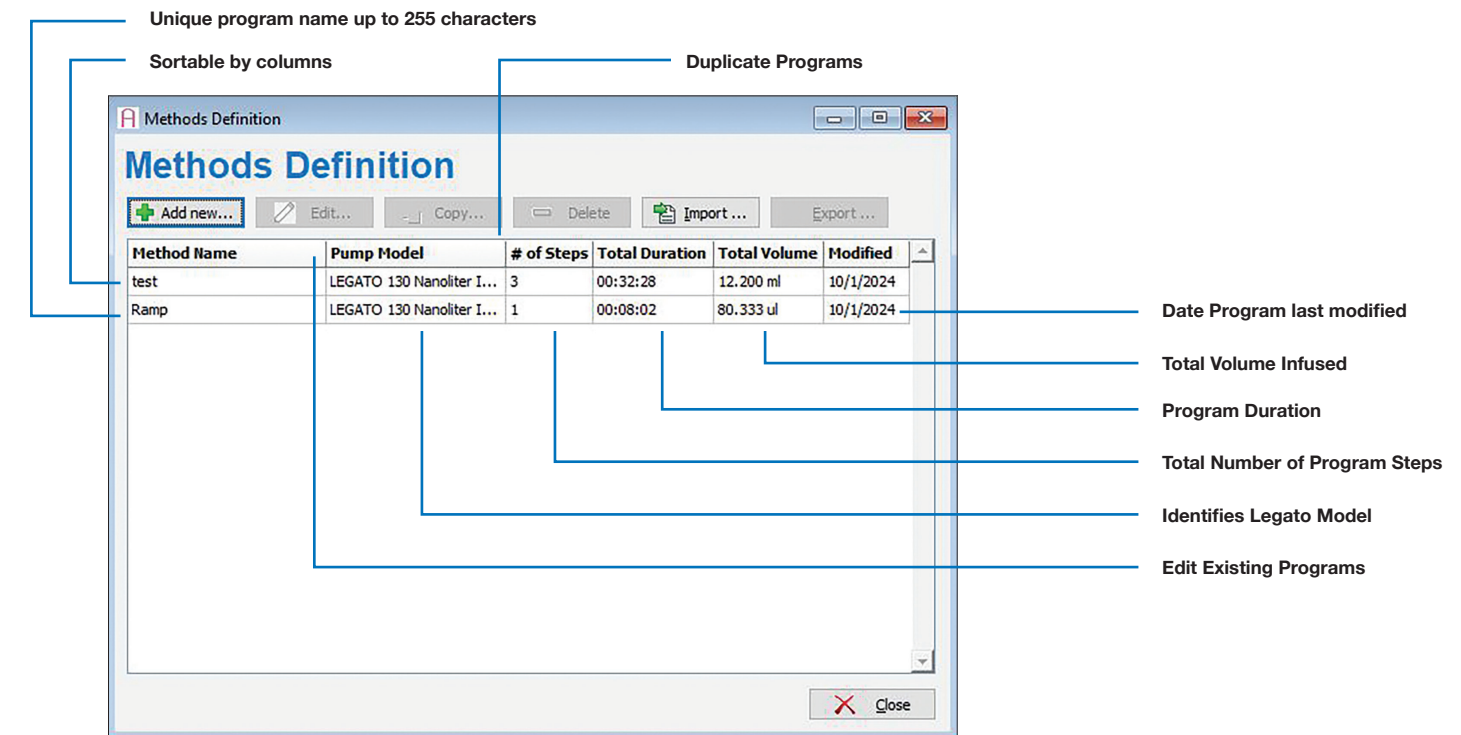 Unique program name up to 255 characters
Sortable by columns
Duplicate Programs
Methods Definition
Methods Definition
Add new...
Edit...
Copy...
Delete
Import ...
Export ...
Method Name Pump Model # of Steps Total Duration Total Volume Modified
test LEGATO 130 Nanoliter I... 3 00:32:28 12.200 ml 10/1/2024
Ramp LEGATO 130 Nanoliter I... 1 00:08:02 80.333 ul 10/1/2024
Date Program last modified
Total Volume Infused
Program Duration
Total Number of Program Steps
Identifies Legato Model
Edit Existing Programs
Close